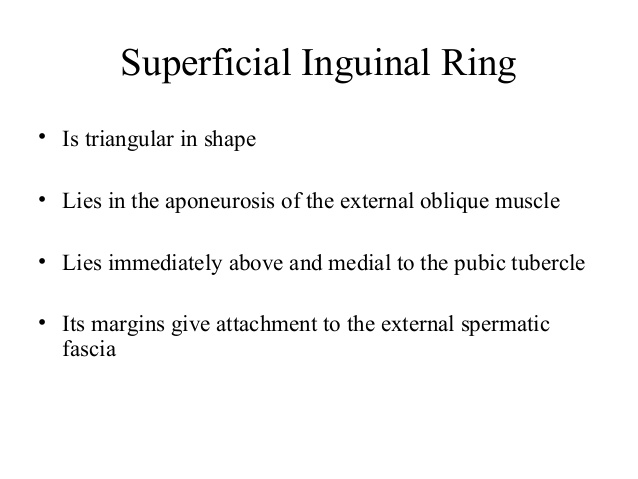 Superficial Inguinal Ring
• Is triangular in shape
• Lies in the aponeurosis of the external oblique muscle
• Lies immediately above and medial to the pubic tubercle
• Its margins give attachment to the external spermatic
fascia